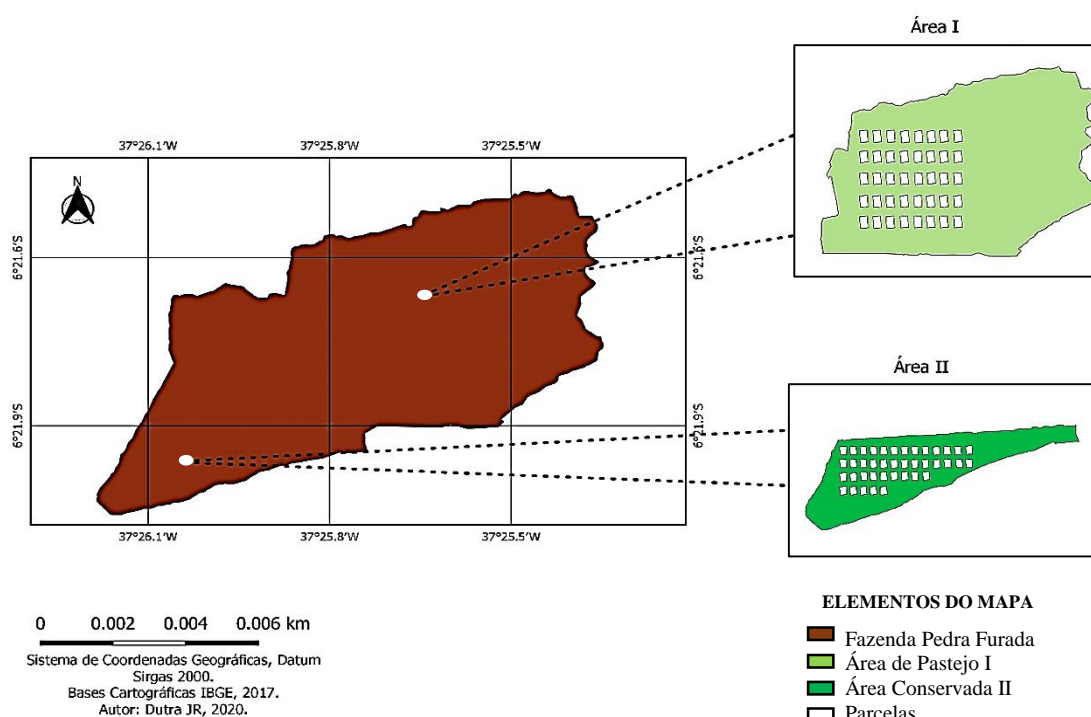 Área I
37°26.1'W 37°25.8'W 37°25.5'W
N
6°21.6'S 6°21.6'S
Área II
6°21.9'S 6°21.9'S
37°26.1'W 37°25.8'W 37°25.5'W
ELEMENTOS DO MAPA
0 0.002 0.004 0.006 km
Fazenda Pedra Furada
Sistema de Coordenadas Geográficas, Datum
Sirgas 2000.
Área de Pastejo I
Bases Cartográficas IBGE, 2017.
Área Conservada II
Autor: Dutra JR, 2020.
Parcelas